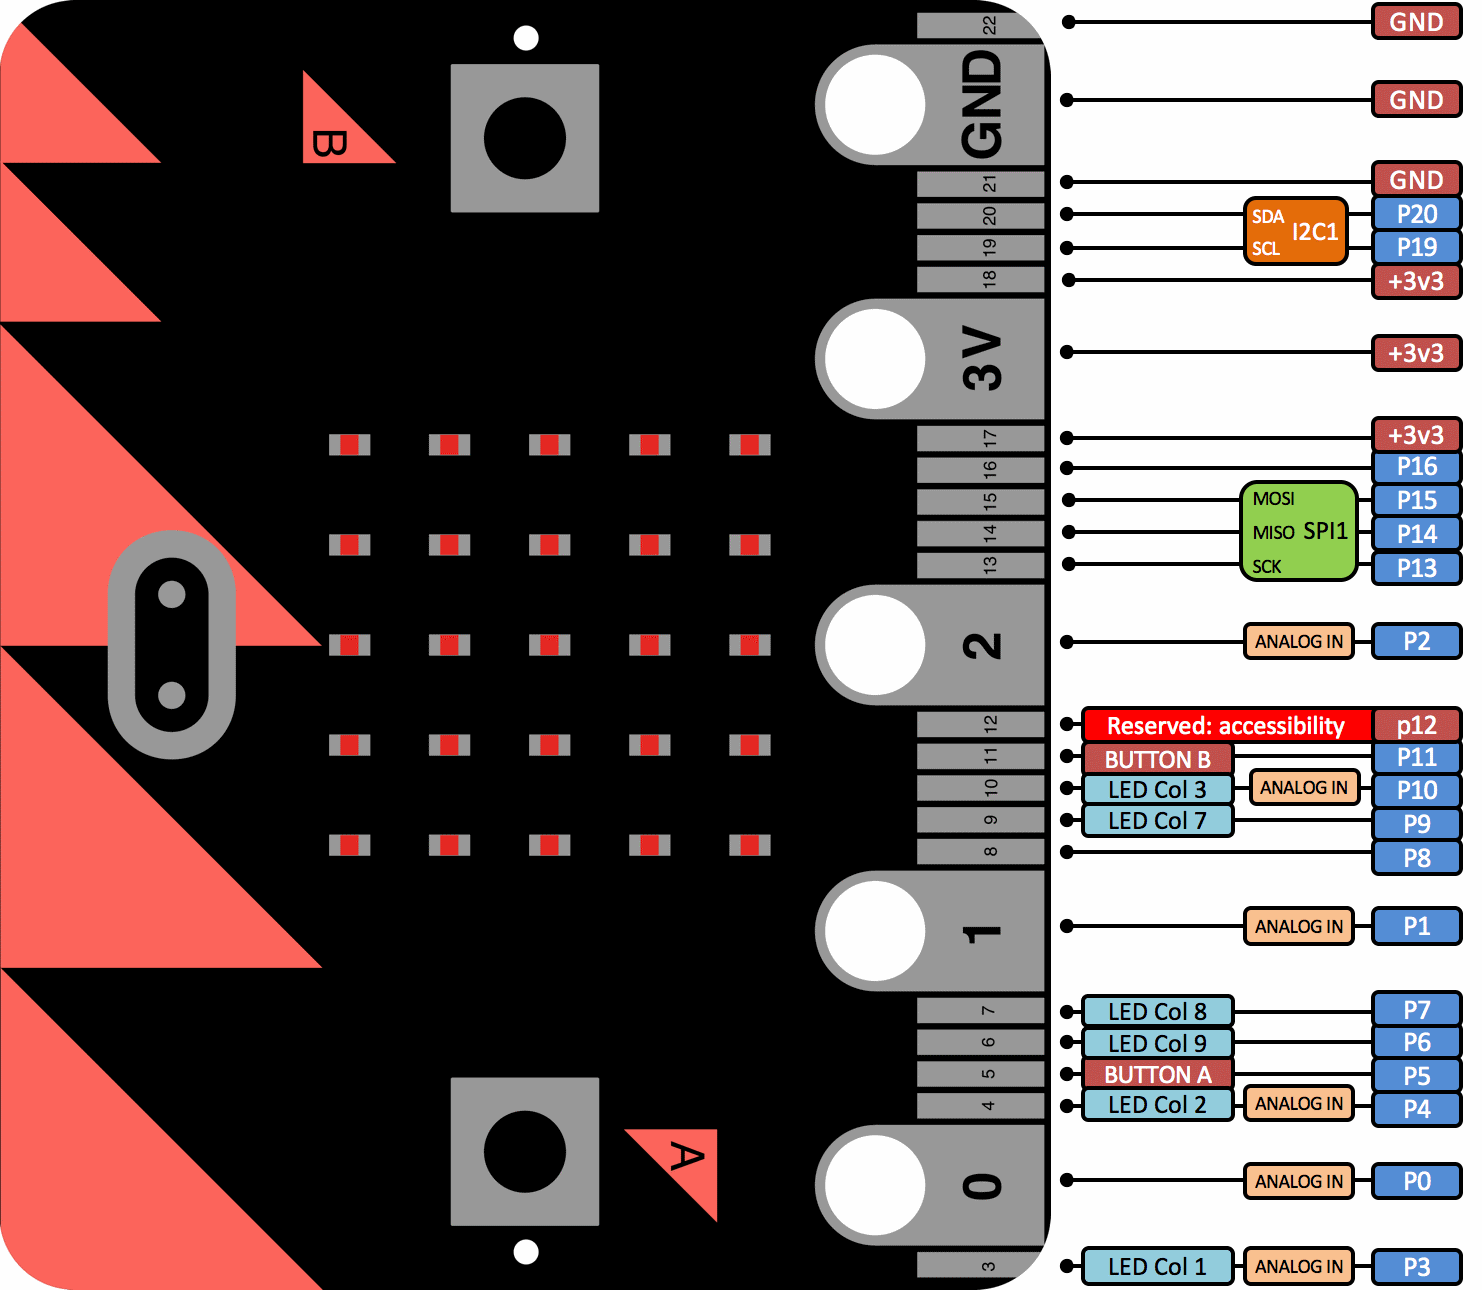 B
A
22
GND
21
20
19
18
3V
17
16
15
14
13
2
12
11
10
9
8
1
7
6
5
4
0
3
GND
GND
GND
SDA I2C1 P20
SCL P19
+3v3
+3v3
+3v3
P16
MOSI P15
MISO SPI1 P14
SCK P13
ANALOG IN P2
Reserved: accessibility p12
BUTTON B P11
LED Col 3 ANALOG IN P10
LED Col 7 P9
P8
ANALOG IN P1
LED Col 8 P7
LED Col 9 P6
BUTTON A P5
LED Col 2 ANALOG IN P4
ANALOG IN P0
LED Col 1 ANALOG IN P3